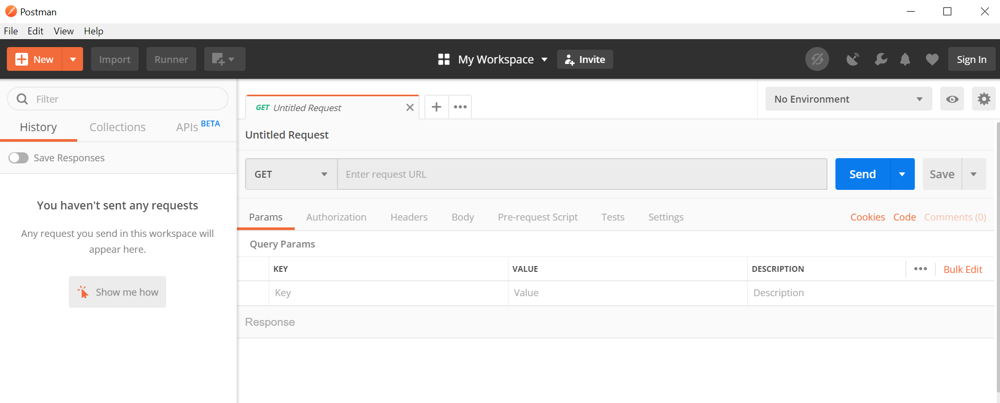 Postman
File Edit View Help
New Import Runner My Workspace Invite Sign In
Filter
History Collections APIs BETA
Save Responses
You haven't sent any requests
Any request you send in this workspace will
appear here.
Show me how
GET Untitled Request
No Environment
Untitled Request
GET Enter request URL Send Save
Params Authorization Headers Body Pre-request Script Tests Settings Cookies Code Comments (0)
Query Params
KEY VALUE DESCRIPTION Bulk Edit
Key Value Description
Response